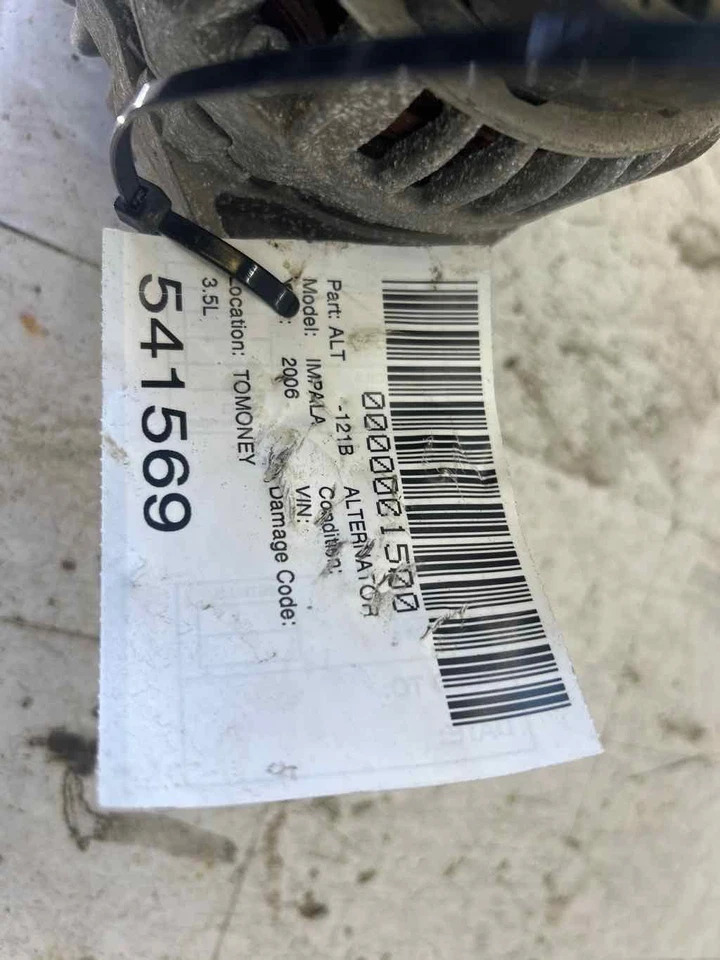 0000001500
Part: ALT -121B ALTERNATOR
Model: IMPALA Condition:
2006 VIN:
Damage Code:
Location: TOMONEY
3.5L
541569